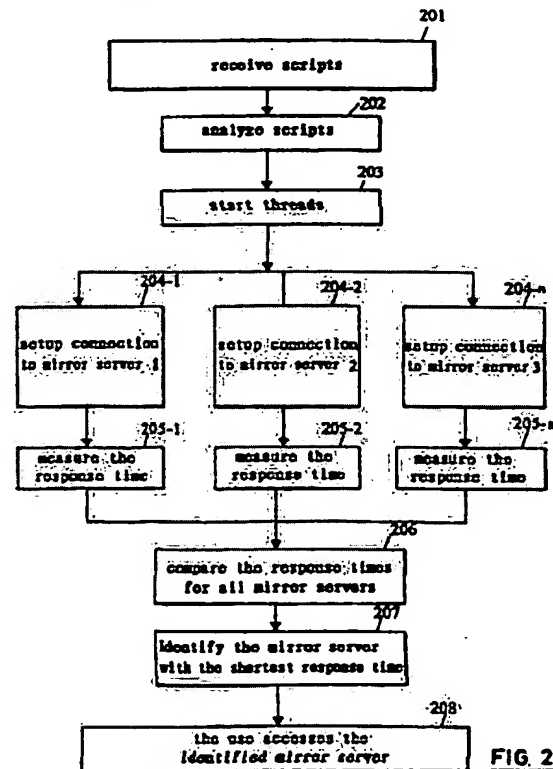 201
receive scripts
202
analyze scripts
203
start threads
204-1
204-2
204-n
setup connection
to mirror server 1
setup connection
to mirror server 2
setup connection
to mirror server 3
205-1
205-2
205-n
measure the
response time
measure the
response time
measure the
response time
206
compare the response times
for all mirror servers
207
Identify the mirror server
with the shortest response time
208
the use accesses the
identified mirror server
FIG. 2